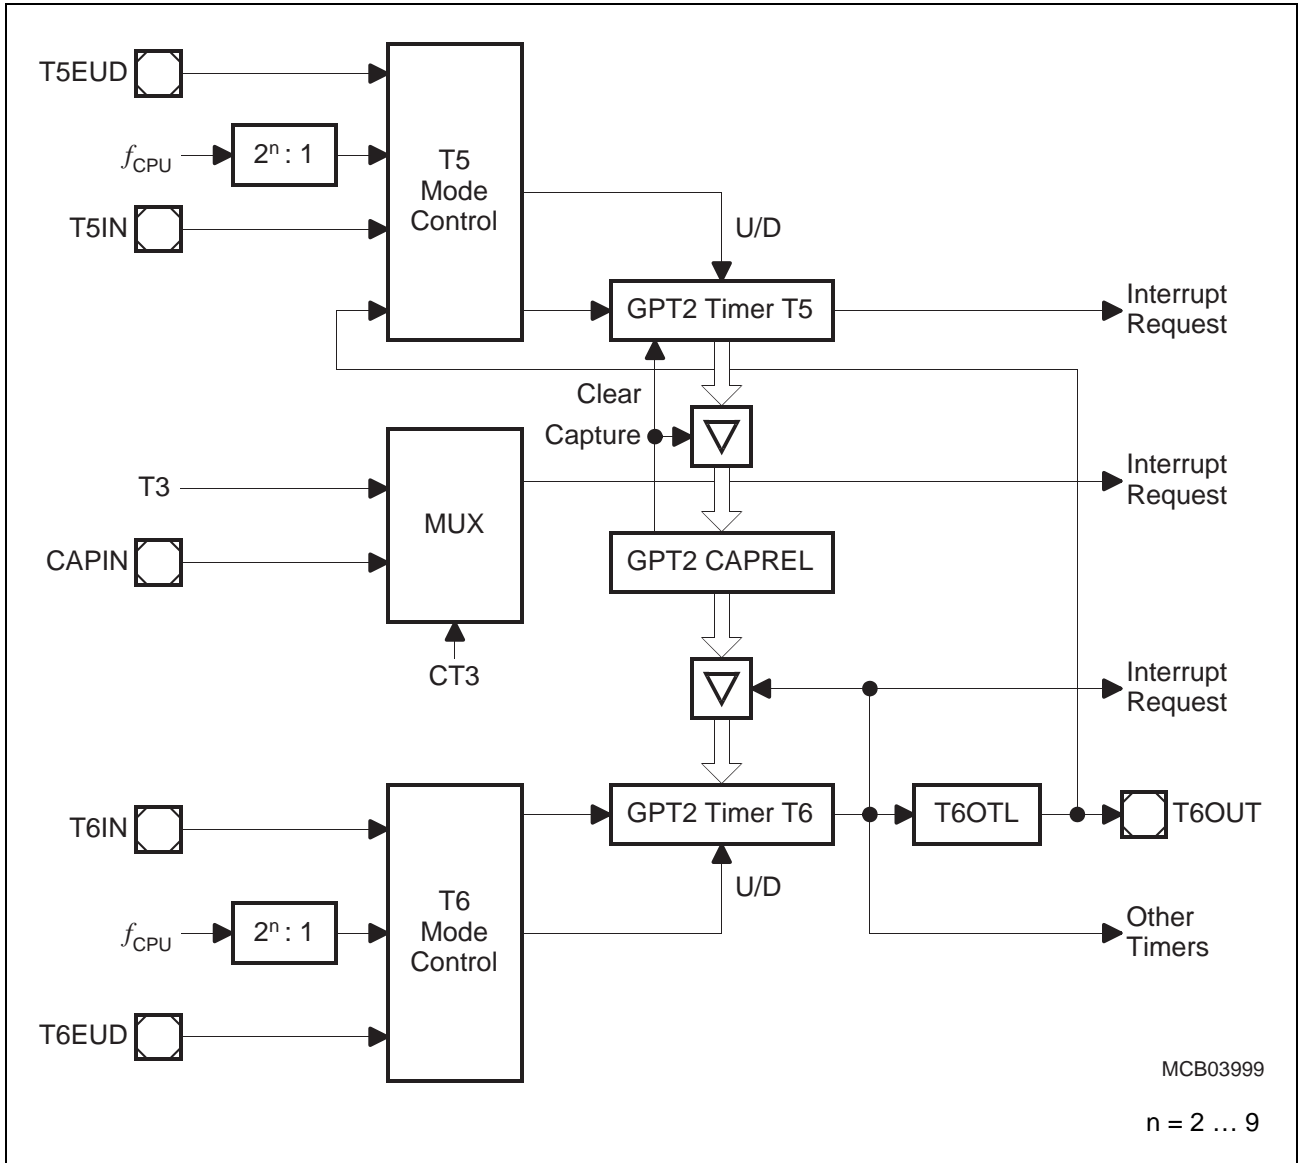 T5EUD
fCPU
2ⁿ : 1
T5IN
T5
Mode
Control
U/D
GPT2 Timer T5
Interrupt
Request
Clear
Capture
T3
CAPIN
MUX
CT3
Interrupt
Request
GPT2 CAPREL
Interrupt
Request
T6IN
fCPU
2ⁿ : 1
T6EUD
T6
Mode
Control
GPT2 Timer T6
U/D
T6OTL
T6OUT
Other
Timers
MCB03999
n = 2 … 9